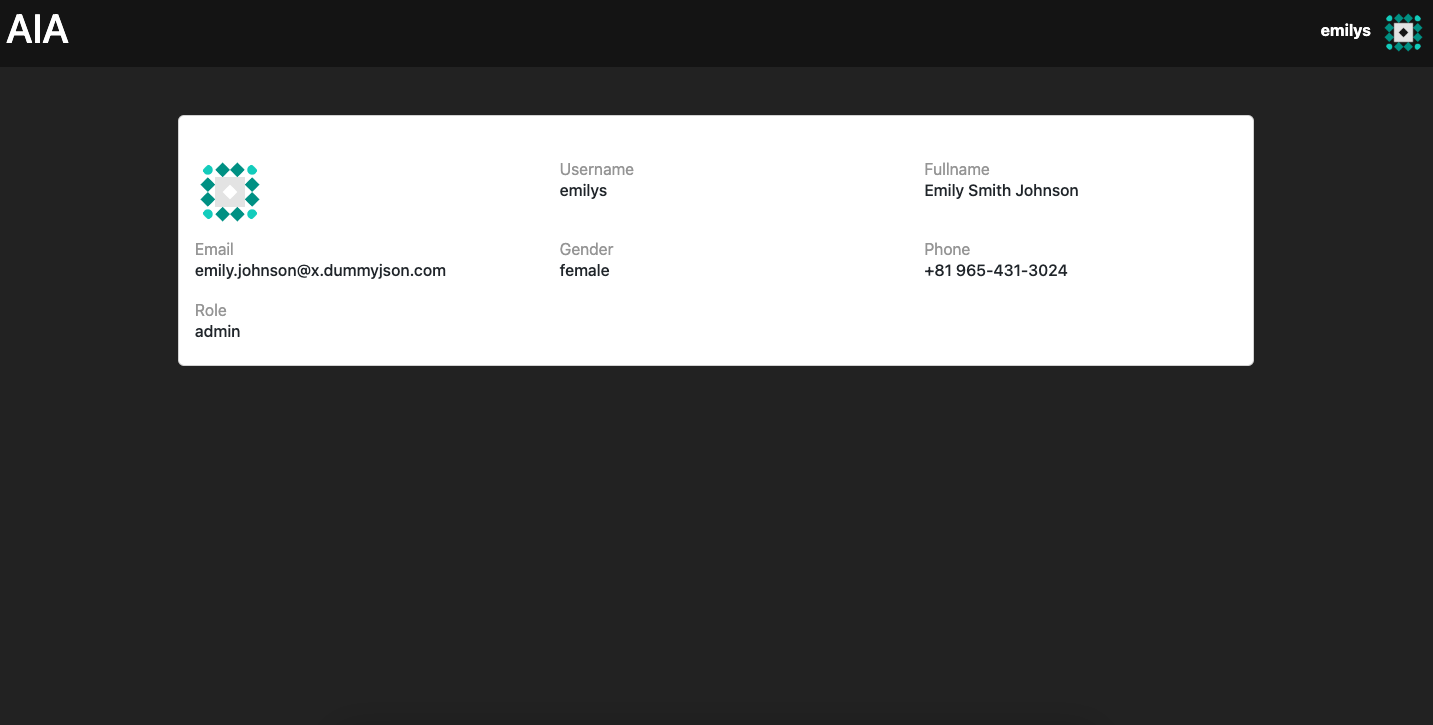 AIA
emilys
Username
emilys
Fullname
Emily Smith Johnson
Email
emily.johnson@x.dummyjson.com
Gender
female
Phone
+81 965-431-3024
Role
admin